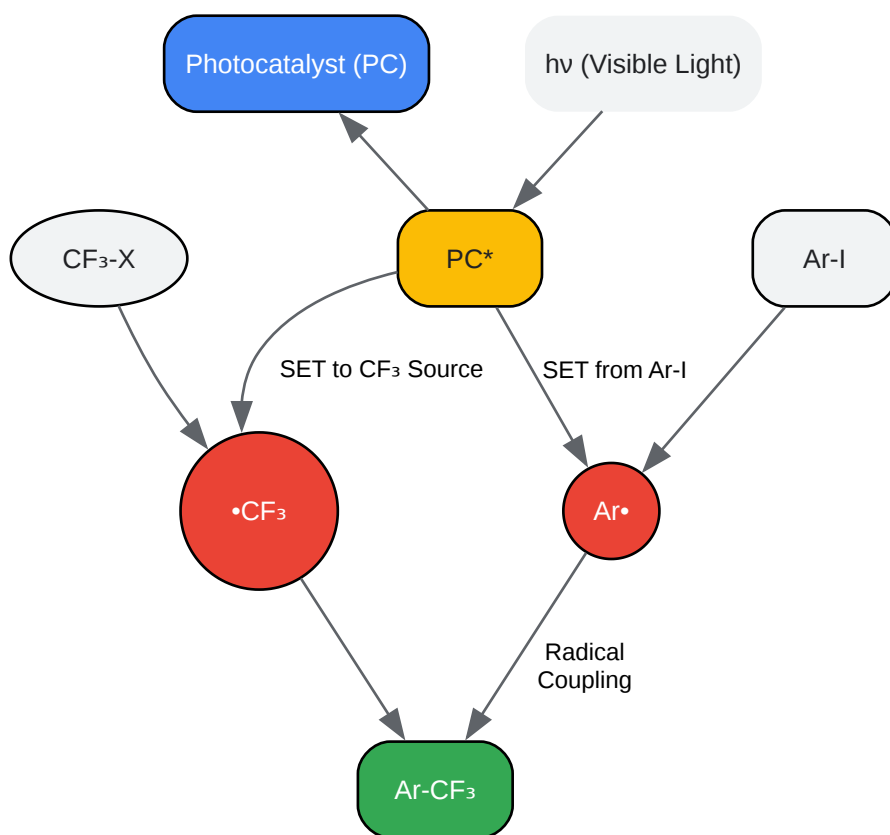 Photocatalyst (PC)
hν (Visible Light)
CF₃-X
PC*
Ar-I
SET to CF₃ Source
SET from Ar-I
•CF₃
Ar•
Radical
Coupling
Ar-CF₃